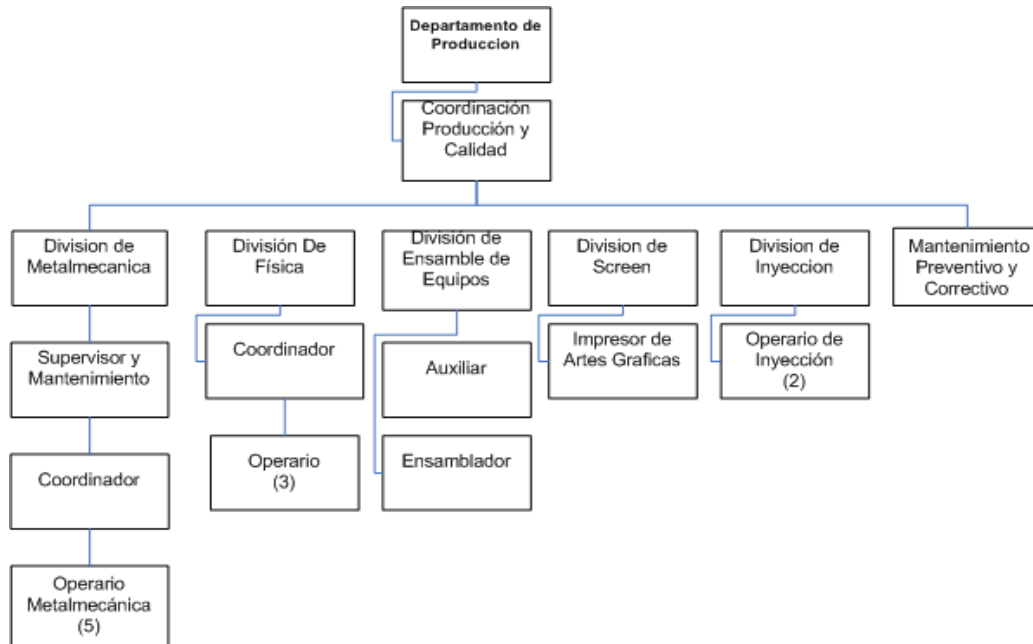 Departamento de
Produccion
Coordinación
Producción y
Calidad
Division de
Metalmecanica
División De
Física
División de
Ensamble de
Equipos
Division de
Screen
Division de
Inyeccion
Mantenimiento
Preventivo y
Correctivo
Supervisor y
Mantenimiento
Coordinador
Auxiliar
Impresor de
Artes Graficas
Operario de
Inyección
(2)
Coordinador
Operario
(3)
Ensamblador
Operario
Metalmecánica
(5)